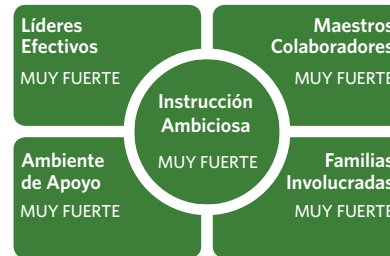 Líderes
Efectivos
MUY FUERTE
Maestros
Colaboradores
MUY FUERTE
Instrucción
Ambiciosa
MUY FUERTE
Ambiente
de Apoyo
MUY FUERTE
Familias
Involucradas
MUY FUERTE